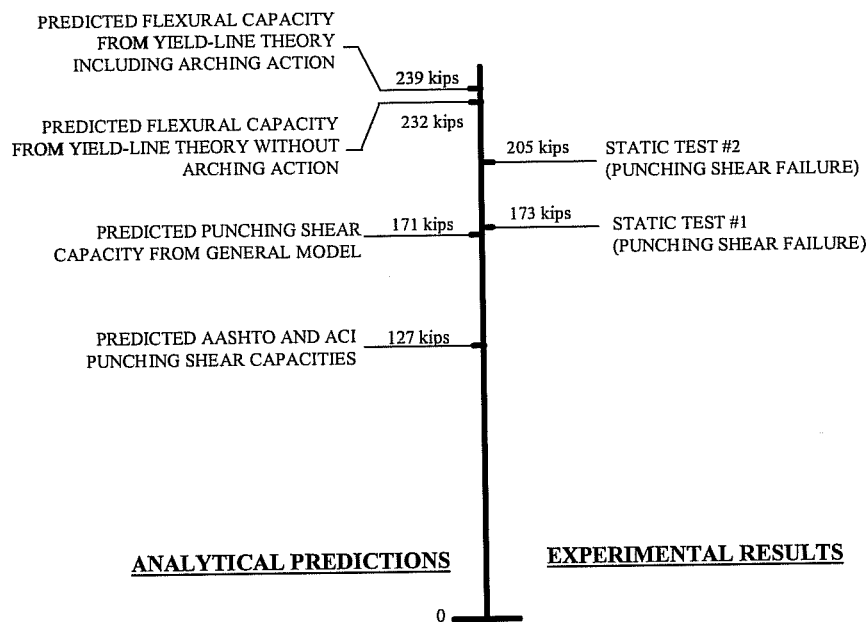 PREDICTED FLEXURAL CAPACITY
FROM YIELD-LINE THEORY
INCLUDING ARCHING ACTION
239 kips
232 kips
PREDICTED FLEXURAL CAPACITY
FROM YIELD-LINE THEORY WITHOUT
ARCHING ACTION
205 kips
STATIC TEST #2
(PUNCHING SHEAR FAILURE)
PREDICTED PUNCHING SHEAR
CAPACITY FROM GENERAL MODEL
171 kips
173 kips
STATIC TEST #1
(PUNCHING SHEAR FAILURE)
PREDICTED AASHTO AND ACI
PUNCHING SHEAR CAPACITIES
127 kips
ANALYTICAL PREDICTIONS
EXPERIMENTAL RESULTS
0